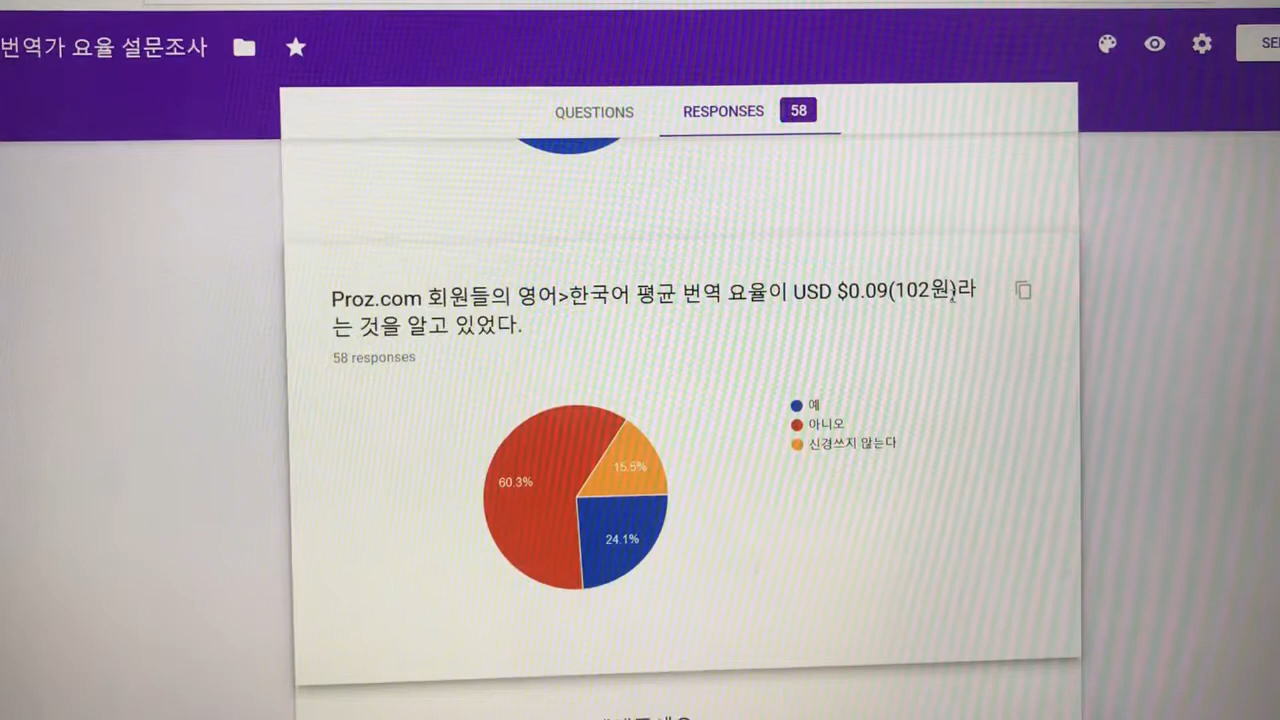 번역가 요율 설문조사
SE
QUESTIONS RESPONSES 58
Proz.com 회원들의 영어>한국어 평균 번역 요율이 USD $0.09(102원)라
는 것을 알고 있었다.
58 responses
예
아니오
신경쓰지 않는다
15.5%
60.3%
24.1%